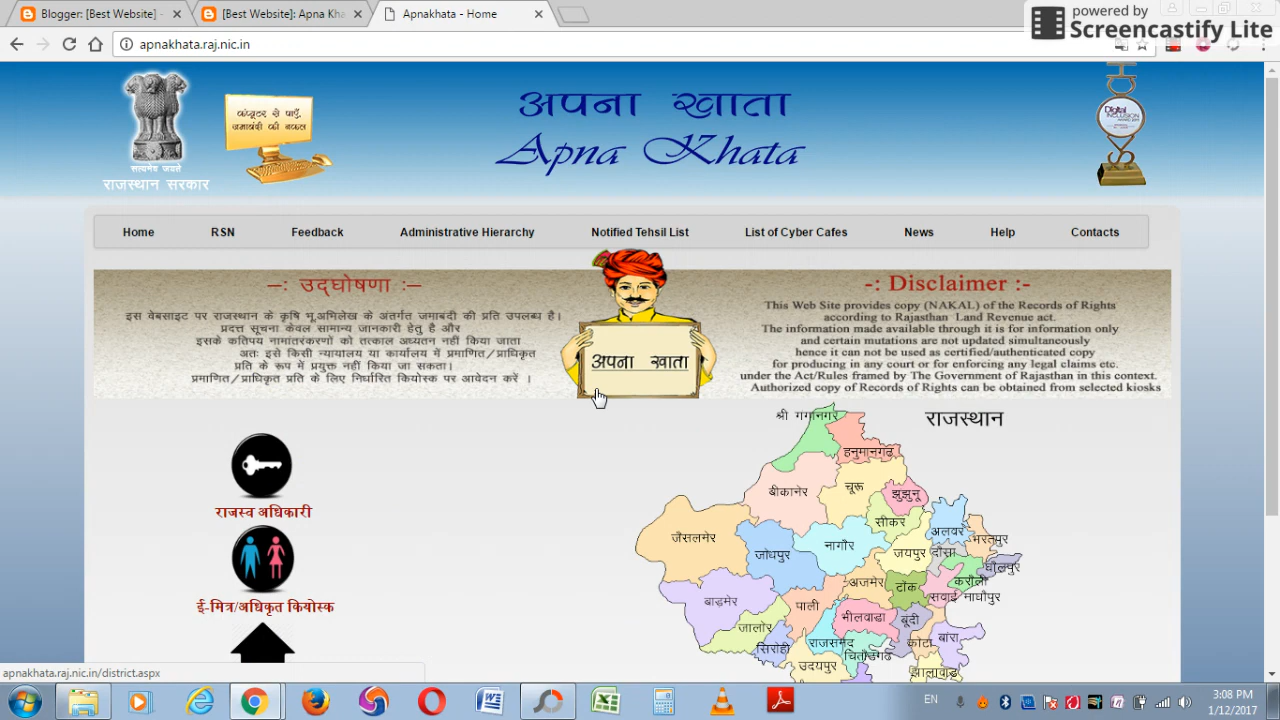 Blogger: [Best Website] -
[Best Website]: Apna Kha
Apnakhata - Home
powered by
Screencastify Lite
apnakhata.raj.nic.in
कंप्यूटर से पाएँ,
जमाबंदी की नकल
सत्यमेव जयते
राजस्थान सरकार
अपना खाता
Apna Khata
Digital
INCLUSION
Home
RSN
Feedback
Administrative Hierarchy
Notified Tehsil List
List of Cyber Cafes
News
Help
Contacts
–: उद्घोषणा :–
इस वेबसाइट पर राजस्थान के कृषि भू.अभिलेख के अंतर्गत जमाबंदी की प्रति उपलब्ध है।
प्रदत्त सूचना केवल सामान्य जानकारी हेतु है और
इसके कतिपय नामांतरकरणों को तत्काल अध्यतन नहीं किया जाता
अतः इसे किसी न्यायालय या कार्यालय में प्रमाणित/प्राधिकृत
प्रति के रूप में प्रयुक्त नहीं किया जा सकता।
प्रमाणित/प्राधिकृत प्रति के लिए निर्धारित कियोस्क पर आवेदन करें ।
अपना खाता
-: Disclaimer :-
This Web Site provides copy (NAKAL) of the Records of Rights
according to Rajasthan Land Revenue act.
The information made available through it is for information only
and certain mutations are not updated simultaneously
hence it can not be used as certified/authenticated copy
for producing in any court or for enforcing any legal claims etc.
under the Act/Rules framed by The Government of Rajasthan in this context.
Authorized copy of Records of Rights can be obtained from selected kiosks
राजस्व अधिकारी
ई-मित्र/अधिकृत कियोस्क
राजस्थान
श्री गंगानगर
हनुमानगढ़
बीकानेर
चूरू
झुझुनू
सीकर
अलवर
जैसलमेर
जोधपुर
नागौर
जयपुर
दौसा
भरतपुर
धौलपुर
करौली
सवाई माधौपुर
अजमेर
टोंक
बाड़मेर
पाली
भीलवाडा
बूंदी
जालोर
सिरोही
राजसमंद
चितौडगढ
कोटा
बांरा
उदयपुर
झालावाड़
apnakhata.raj.nic.in/district.aspx
EN
3:08 PM
1/12/2017